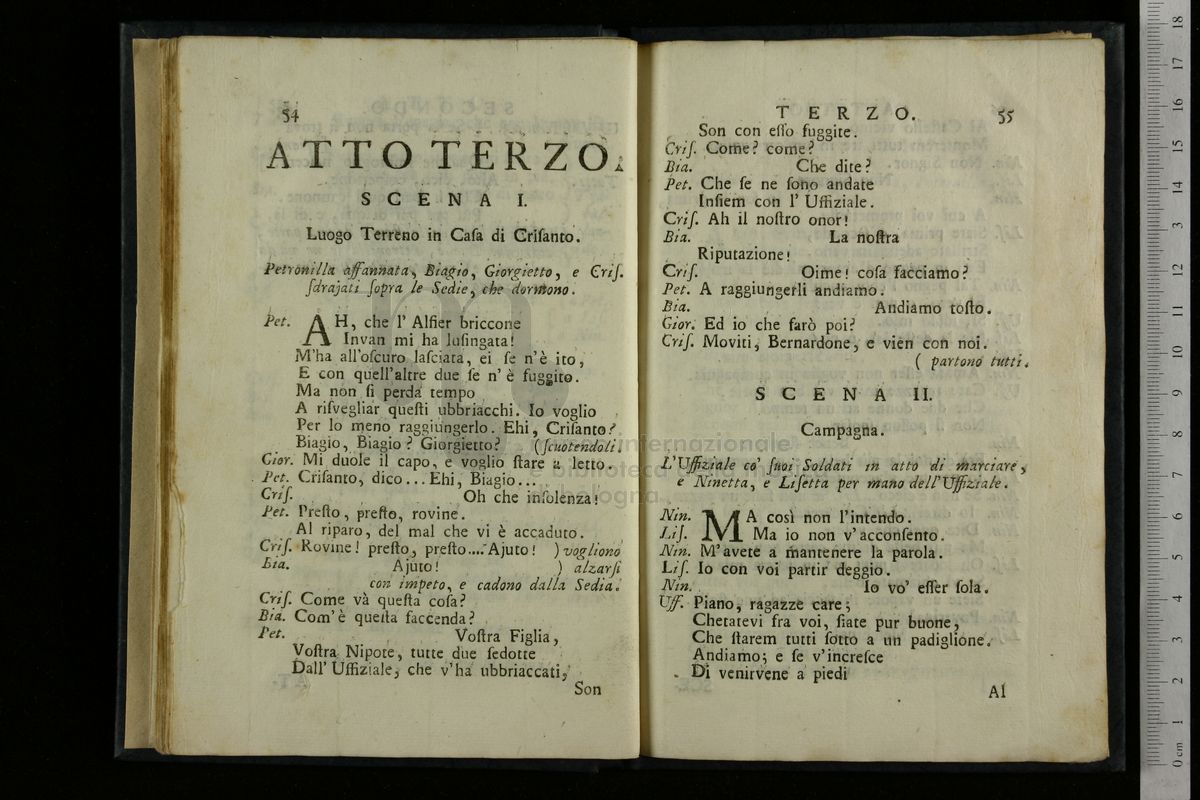 54
ATTO TERZO.
SCENA I.
Luogo Terreno in Casa di Crisanto.
Petronilla affannata, Biagio, Giorgietto, e Cris.
sdrajati sopra le Sedie, che dormono.
Pet. AH, che l' Alfier briccone
Invan mi ha lusingata!
M'ha all'oscuro lasciata, ei se n'è ito,
E con quell'altre due se n' è fuggito.
Ma non si perda tempo
A risvegliar questi ubbriacchi. Io voglio
Per lo meno raggiungerlo. Ehi, Crisanto?
Biagio, Biagio? Giorgietto? (scuotendoli.
Gior. Mi duole il capo, e voglio stare a letto.
Pet. Crisanto, dico... Ehi, Biagio...
Cris. Oh che insolenza!
Pet. Presto, presto, rovine.
Al riparo, del mal che vi è accaduto.
Cris. Rovine! presto, presto.... Ajuto! ) vogliono
Bia. Ajuto! ) alzarsi
con impeto, e cadono dalla Sedia.
Cris. Come và questa cosa?
Bia. Com'è questa faccenda?
Pet. Vostra Figlia,
Vostra Nipote, tutte due sedotte
Dall' Uffiziale, che v'ha ubbriaccati,
Son
TERZO. 55
Son con esso fuggite.
Cris. Come? come?
Bia. Che dite?
Pet. Che se ne sono andate
Insiem con l' Uffiziale.
Cris. Ah il nostro onor!
Bia. La nostra
Riputazione!
Cris. Oime! cosa facciamo?
Pet. A raggiungerli andiamo.
Bia. Andiamo tosto.
Gior. Ed io che farò poi?
Cris. Moviti, Bernardone, e vien con noi.
( partono tutti.
SCENA II.
Campagna.
L'Uffiziale co' suoi Soldati in atto di marciare,
e Ninetta, e Lisetta per mano dell'Uffiziale.
Nin. MA così non l'intendo.
Lis. Ma io non v'acconsento.
Nin. M'avete a mantenere la parola.
Lis. Io con voi partir deggio.
Nin. Io vo' esser sola.
Uff. Piano, ragazze care;
Chetatevi fra voi, siate pur buone,
Che starem tutti sotto a un padiglione.
Andiamo; e se v'incresce
Di venirvene a piedi
Al
museo internazionale
e biblioteca della musica
di bologna